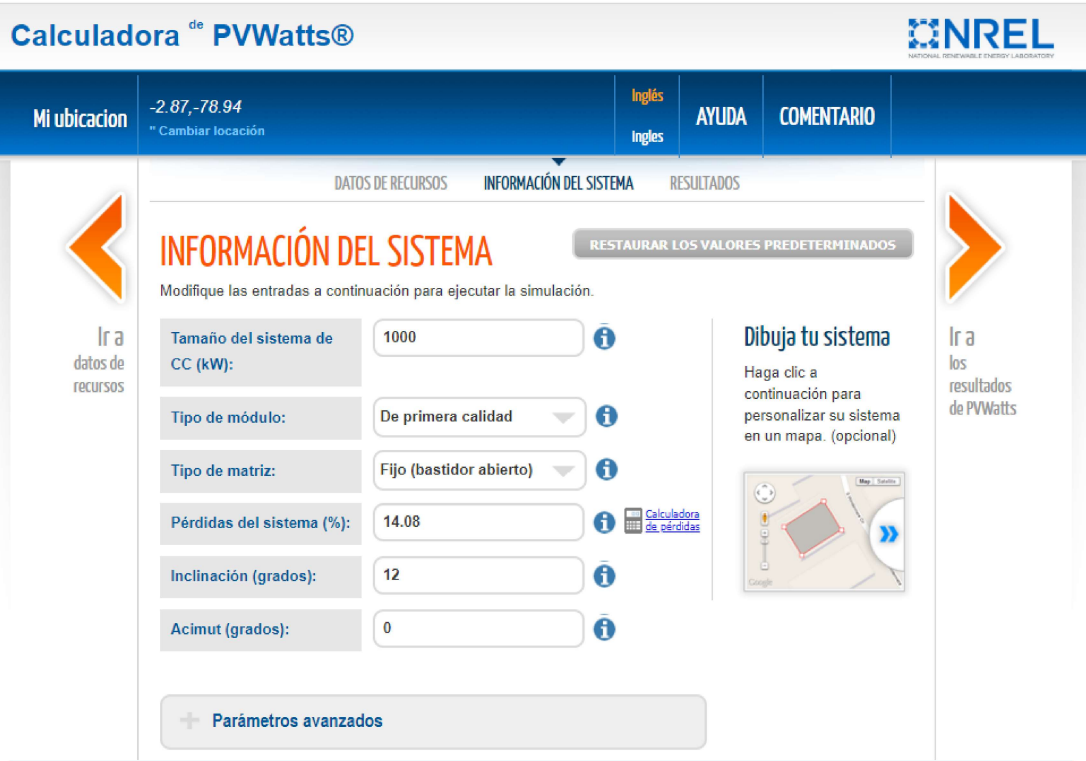 Calculadora de PVWatts®
NREL
NATIONAL RENEWABLE ENERGY LABORATORY
Mi ubicacion
-2.87,-78.94
" Cambiar locación
Inglés
Ingles
AYUDA
COMENTARIO
DATOS DE RECURSOS
INFORMACIÓN DEL SISTEMA
RESULTADOS
INFORMACIÓN DEL SISTEMA
RESTAURAR LOS VALORES PREDETERMINADOS
Modifique las entradas a continuación para ejecutar la simulación.
Ir a
datos de
recursos
Tamaño del sistema de
CC (kW):
1000
Tipo de módulo:
De primera calidad
Tipo de matriz:
Fijo (bastidor abierto)
Pérdidas del sistema (%):
14.08
Calculadora
de pérdidas
Inclinación (grados):
12
Acimut (grados):
0
Parámetros avanzados
Dibuja tu sistema
Haga clic a
continuación para
personalizar su sistema
en un mapa. (opcional)
Map
Satellite
Google
Ir a
los
resultados
de PVWatts